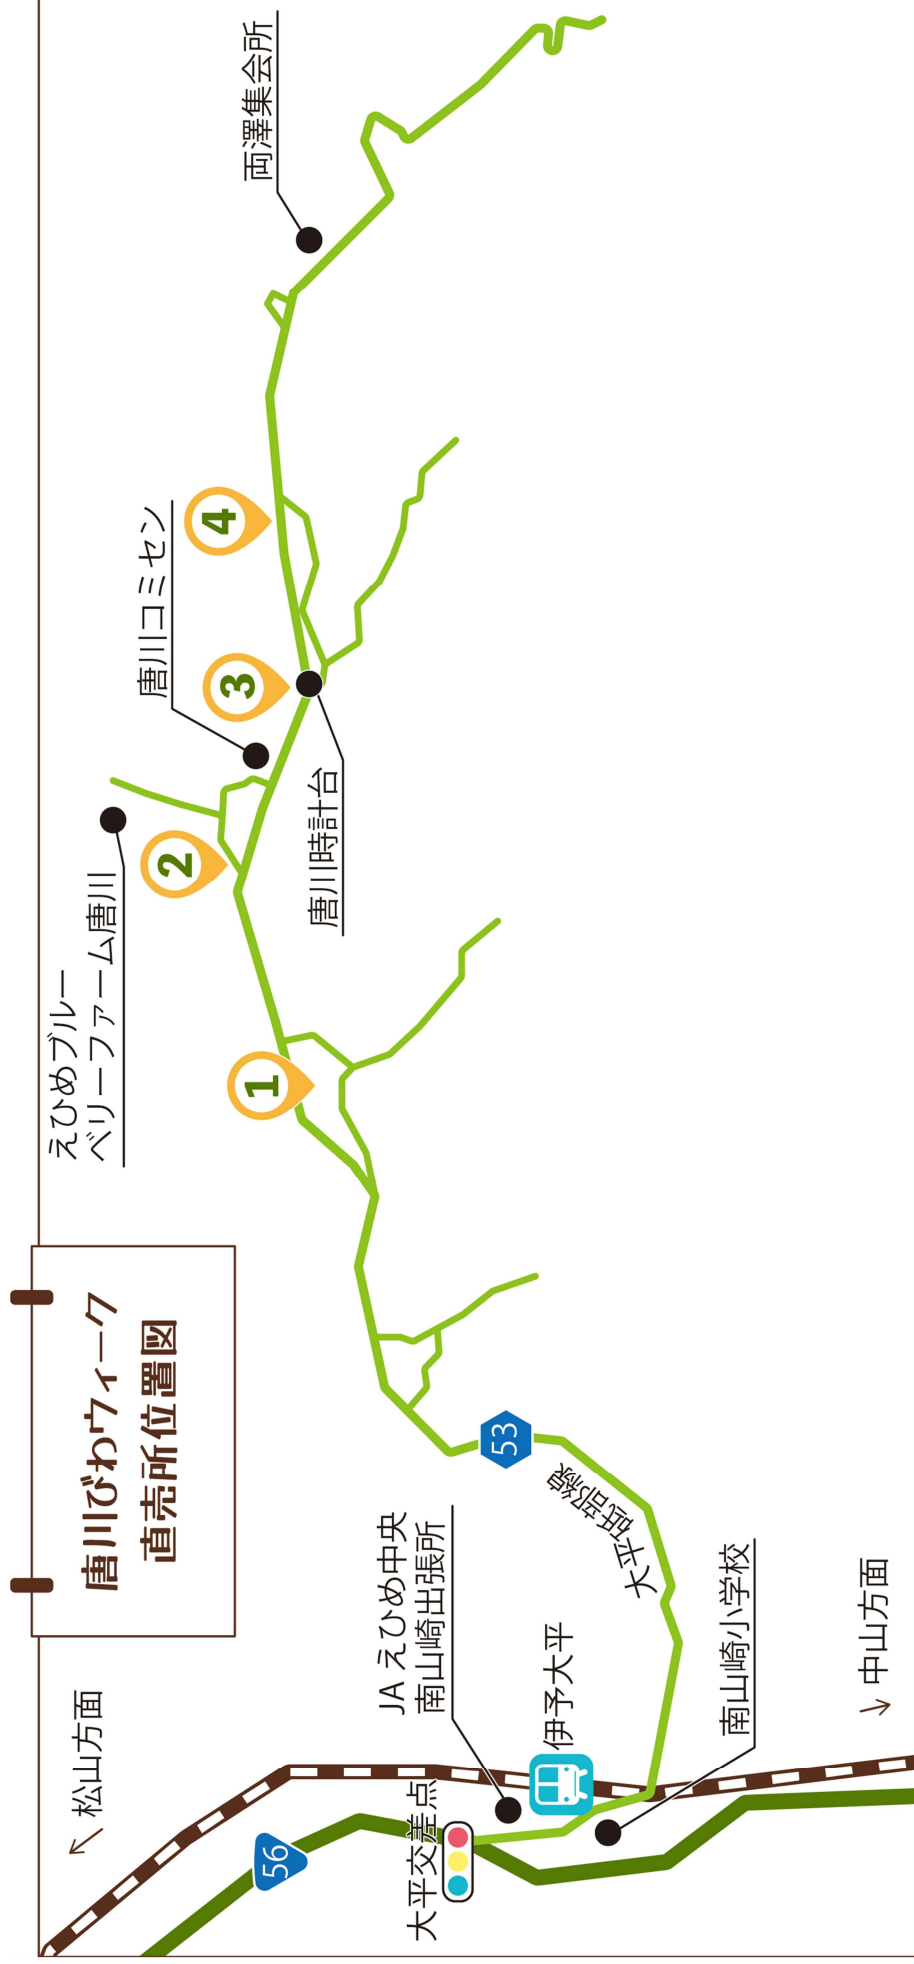 唐川びわウィーク
直売所位置図
松山方面
56
大平交差点
JA えひめ中央
南山崎出張所
伊予大平
南山崎小学校
中山方面
大平砥部線
53
1
えひめブルー
ベリーファーム唐川
2
唐川コミセン
3
唐川時計台
4
両澤集会所